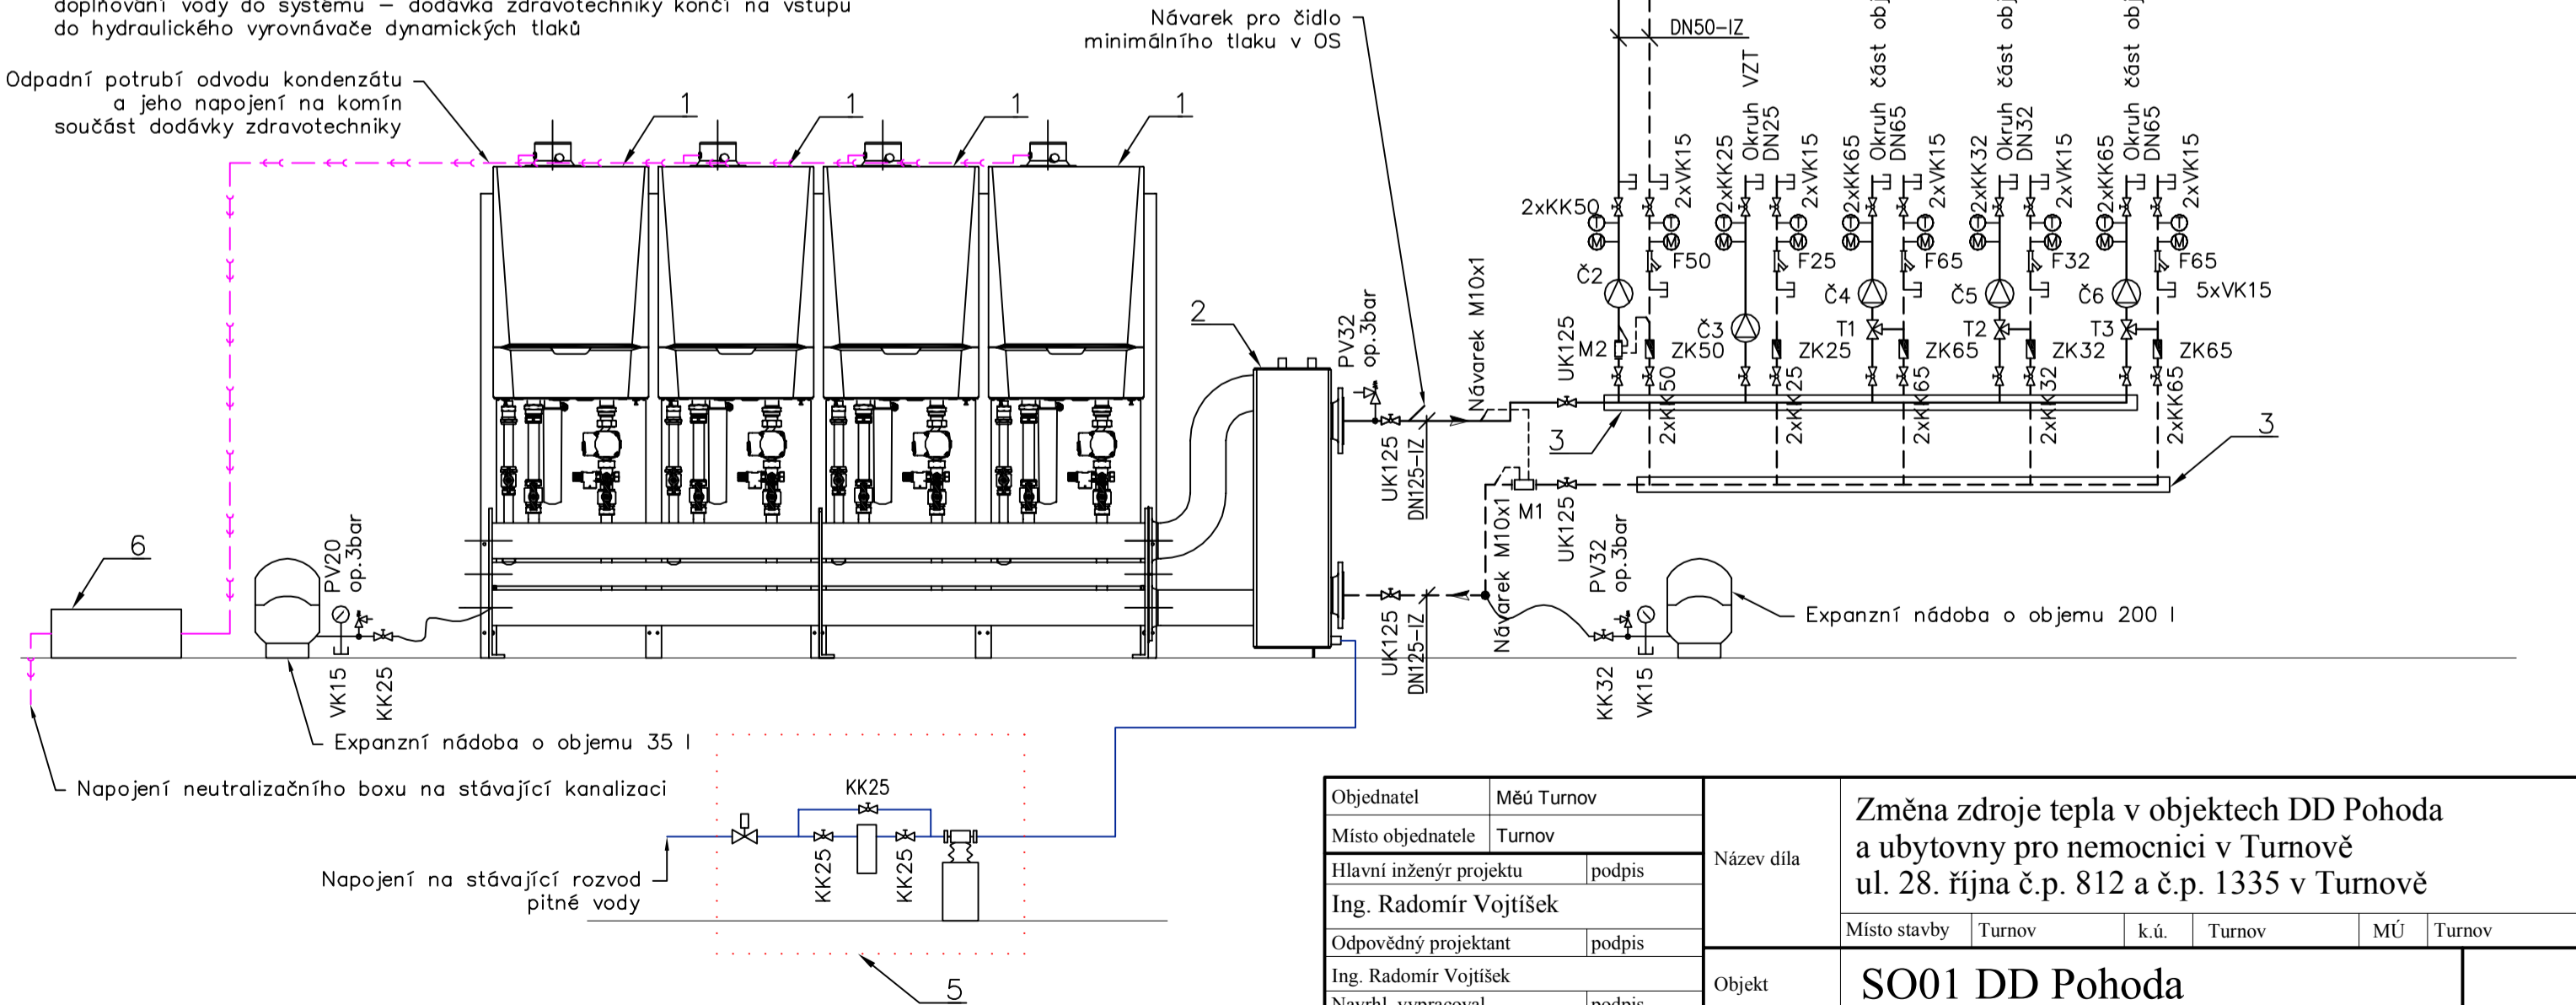 doplňování vody do systému – dodávka zdravotechniky končí na vstupu
do hydraulického vyrovnávače dynamických tlaků
Odpadní potrubí odvodu kondenzátu
a jeho napojení na komín
součást dodávky zdravotechniky
1
1
1
1
Návarek pro čidlo
minimálního tlaku v OS
2
PV32
op.3bar
UK125
DN125-IZ
Návarek M10x1
UK125
DN50-IZ
Okruh VZT
DN25
Okruh část obj
DN65
Okruh část obj
DN32
Okruh část obj
DN65
2xKK50
2xVK15
2xKK25
2xVK15
2xKK65
2xVK15
2xKK32
2xVK15
2xKK65
2xVK15
T
T
T
T
T
T
T
T
T
T
M
M
M
M
M
M
M
M
M
M
F50
F25
F65
F32
F65
Č2
Č3
Č4
Č5
Č6
5xVK15
T1
T2
T3
M2
ZK50
ZK25
ZK65
ZK32
ZK65
2xKK50
2xKK25
2xKK65
2xKK32
2xKK65
3
3
M1
UK125
Návarek M10x1
UK125
DN125-IZ
PV32
op.3bar
KK32
VK15
Expanzní nádoba o objemu 200 l
6
PV20
op.3bar
VK15
KK25
Expanzní nádoba o objemu 35 l
Napojení neutralizačního boxu na stávající kanalizaci
KK25
KK25
KK25
Napojení na stávající rozvod
pitné vody
5
Objednatel
Měú Turnov
Místo objednatele
Turnov
Hlavní inženýr projektu
podpis
Ing. Radomír Vojtíšek
Odpovědný projektant
podpis
Ing. Radomír Vojtíšek
Navrhl, vypracoval
podpis
Název díla
Změna zdroje tepla v objektech DD Pohoda
a ubytovny pro nemocnici v Turnově
ul. 28. října č.p. 812 a č.p. 1335 v Turnově
Místo stavby
Turnov
k.ú.
Turnov
MÚ
Turnov
Objekt
SO01 DD Pohoda